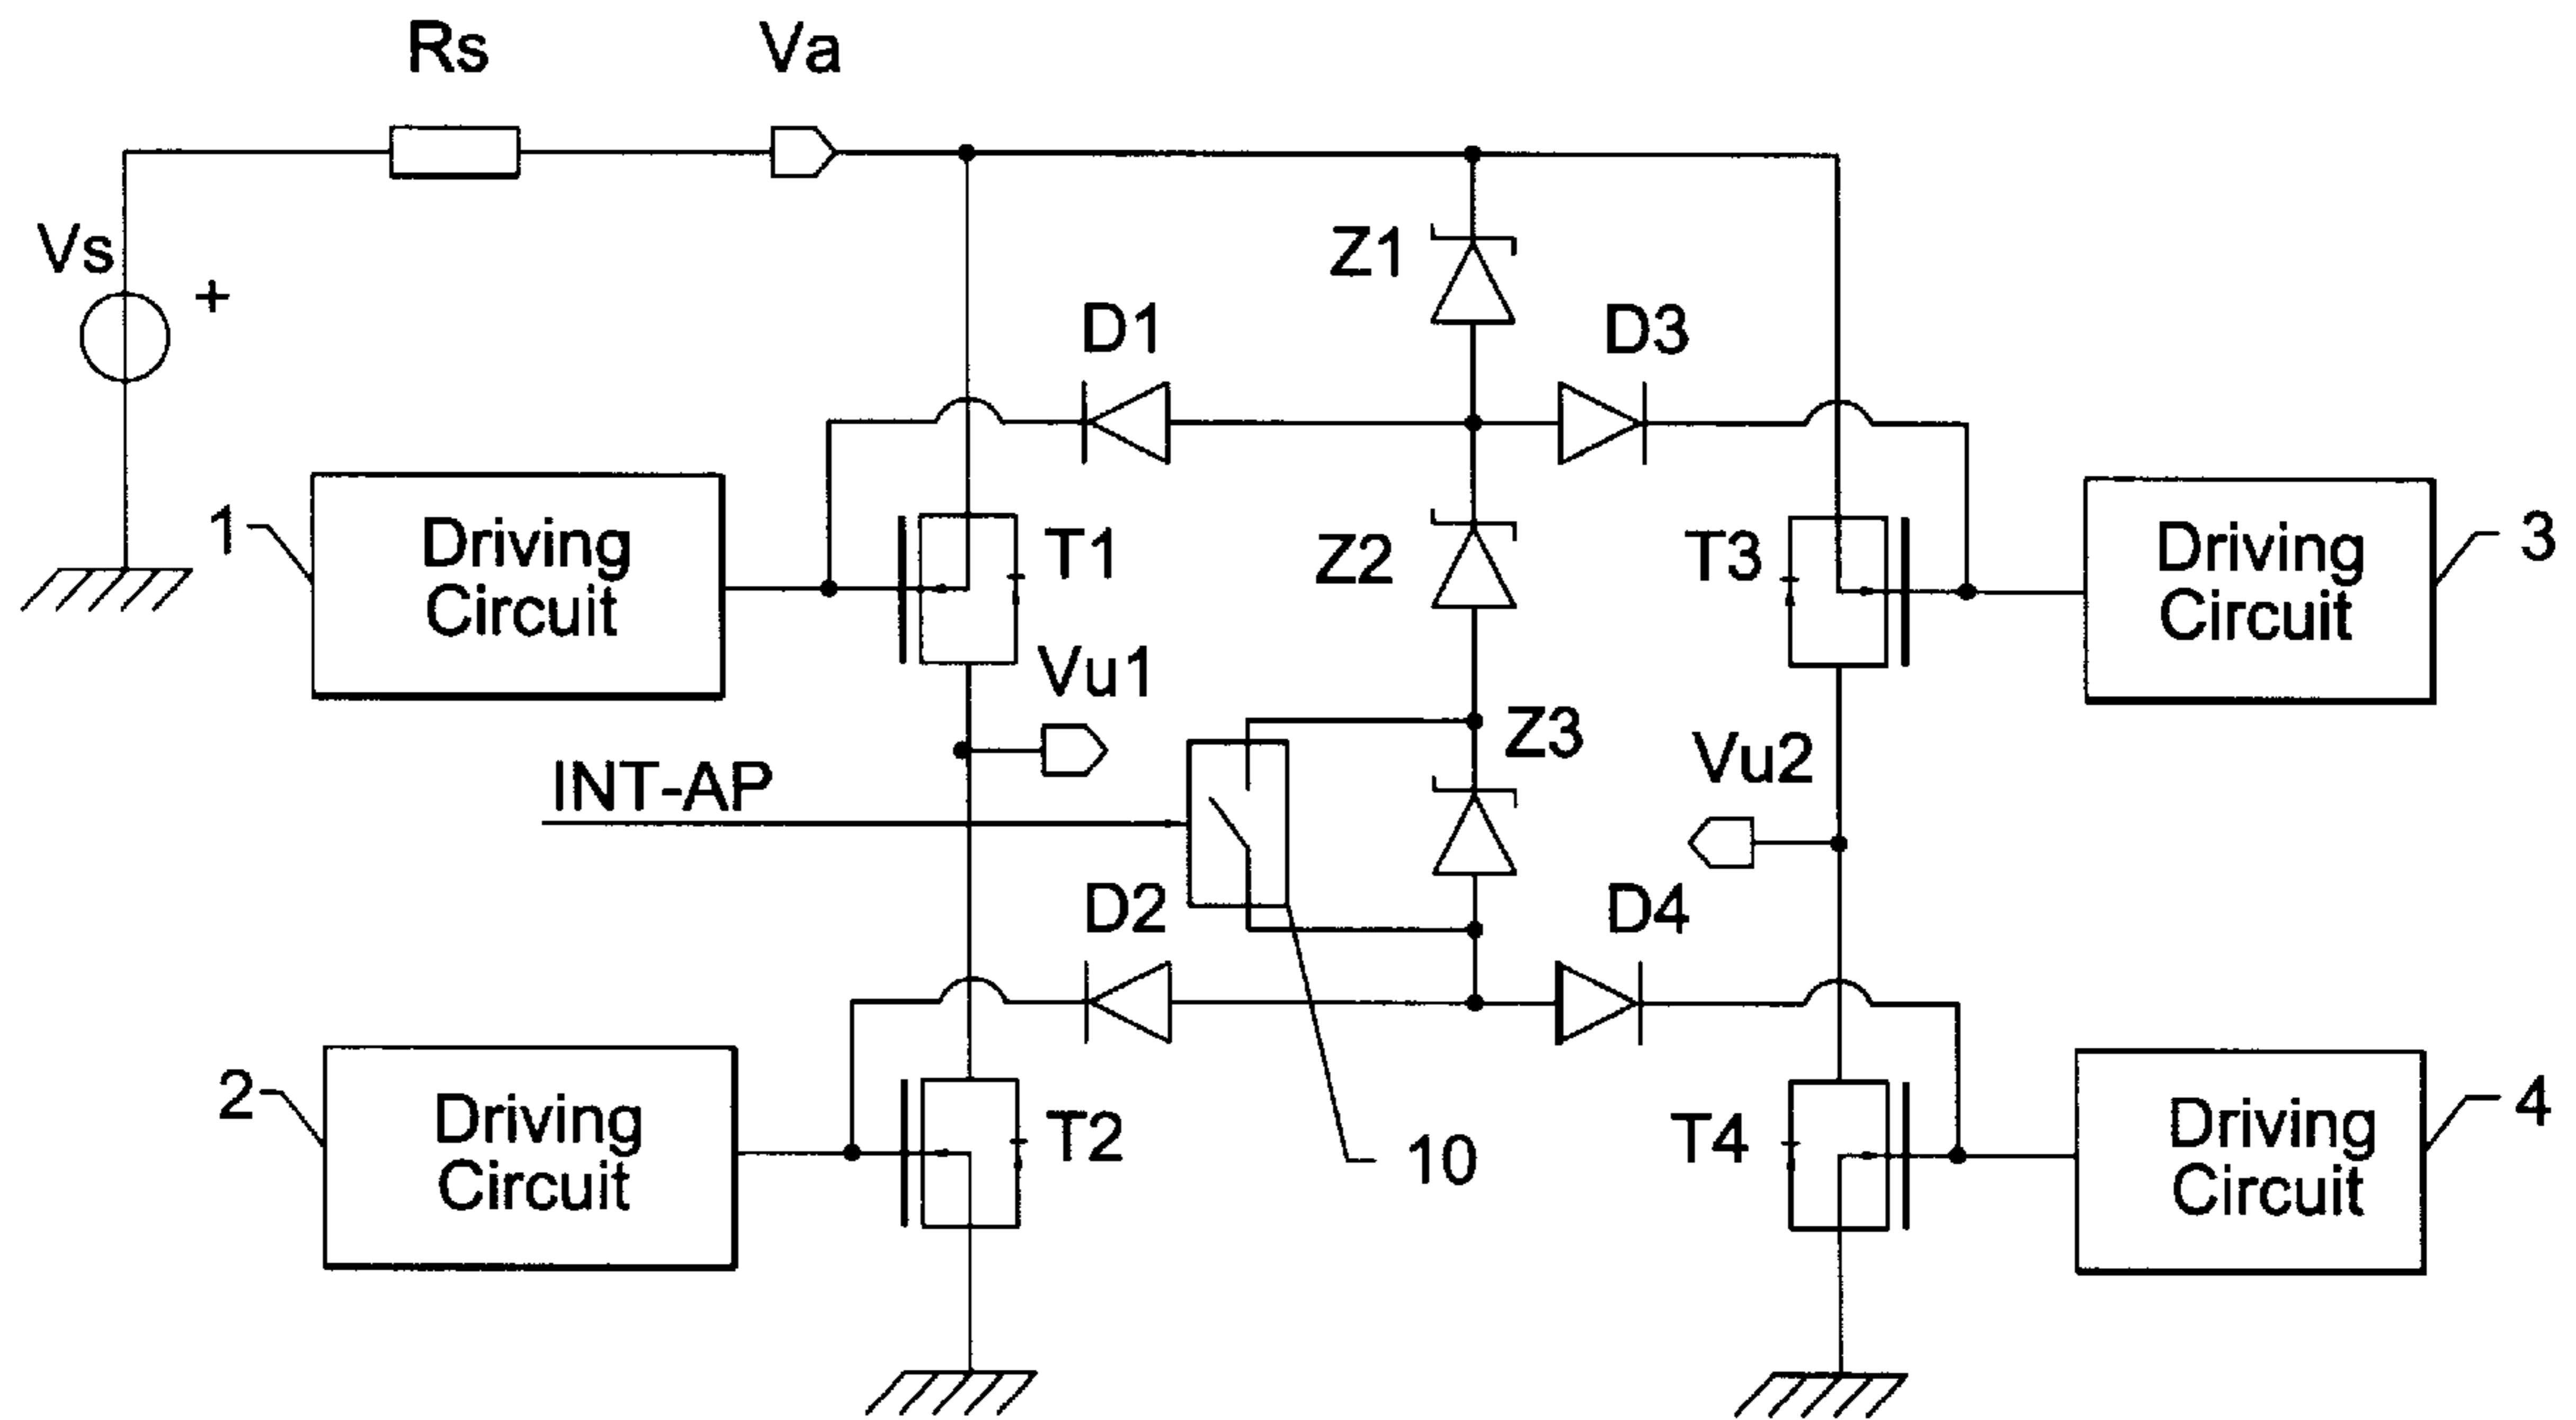 Rs
Va
Vs
+
Z1
D1
D3
1
Driving
Circuit
T1
Z2
T3
Driving
Circuit
3
Vu1
Z3
Vu2
INT-AP
D2
D4
2
Driving
Circuit
T2
10
T4
Driving
Circuit
4